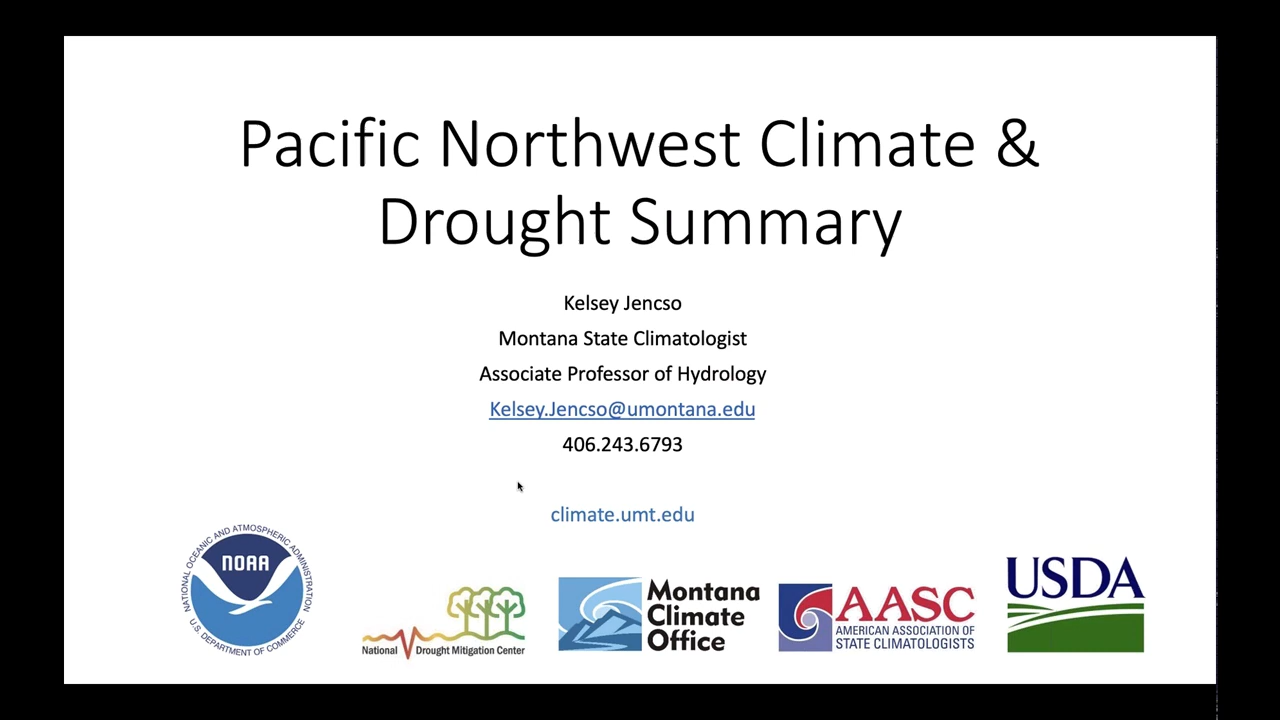 Pacific Northwest Climate &
Drought Summary
Kelsey Jencso
Montana State Climatologist
Associate Professor of Hydrology
Kelsey.Jencso@umontana.edu
406.243.6793
climate.umt.edu
NATIONAL OCEANIC AND ATMOSPHERIC ADMINISTRATION
NOAA
U.S. DEPARTMENT OF COMMERCE
National Drought Mitigation Center
Montana
Climate
Office
AASC
AMERICAN ASSOCIATION OF
STATE CLIMATOLOGISTS
USDA